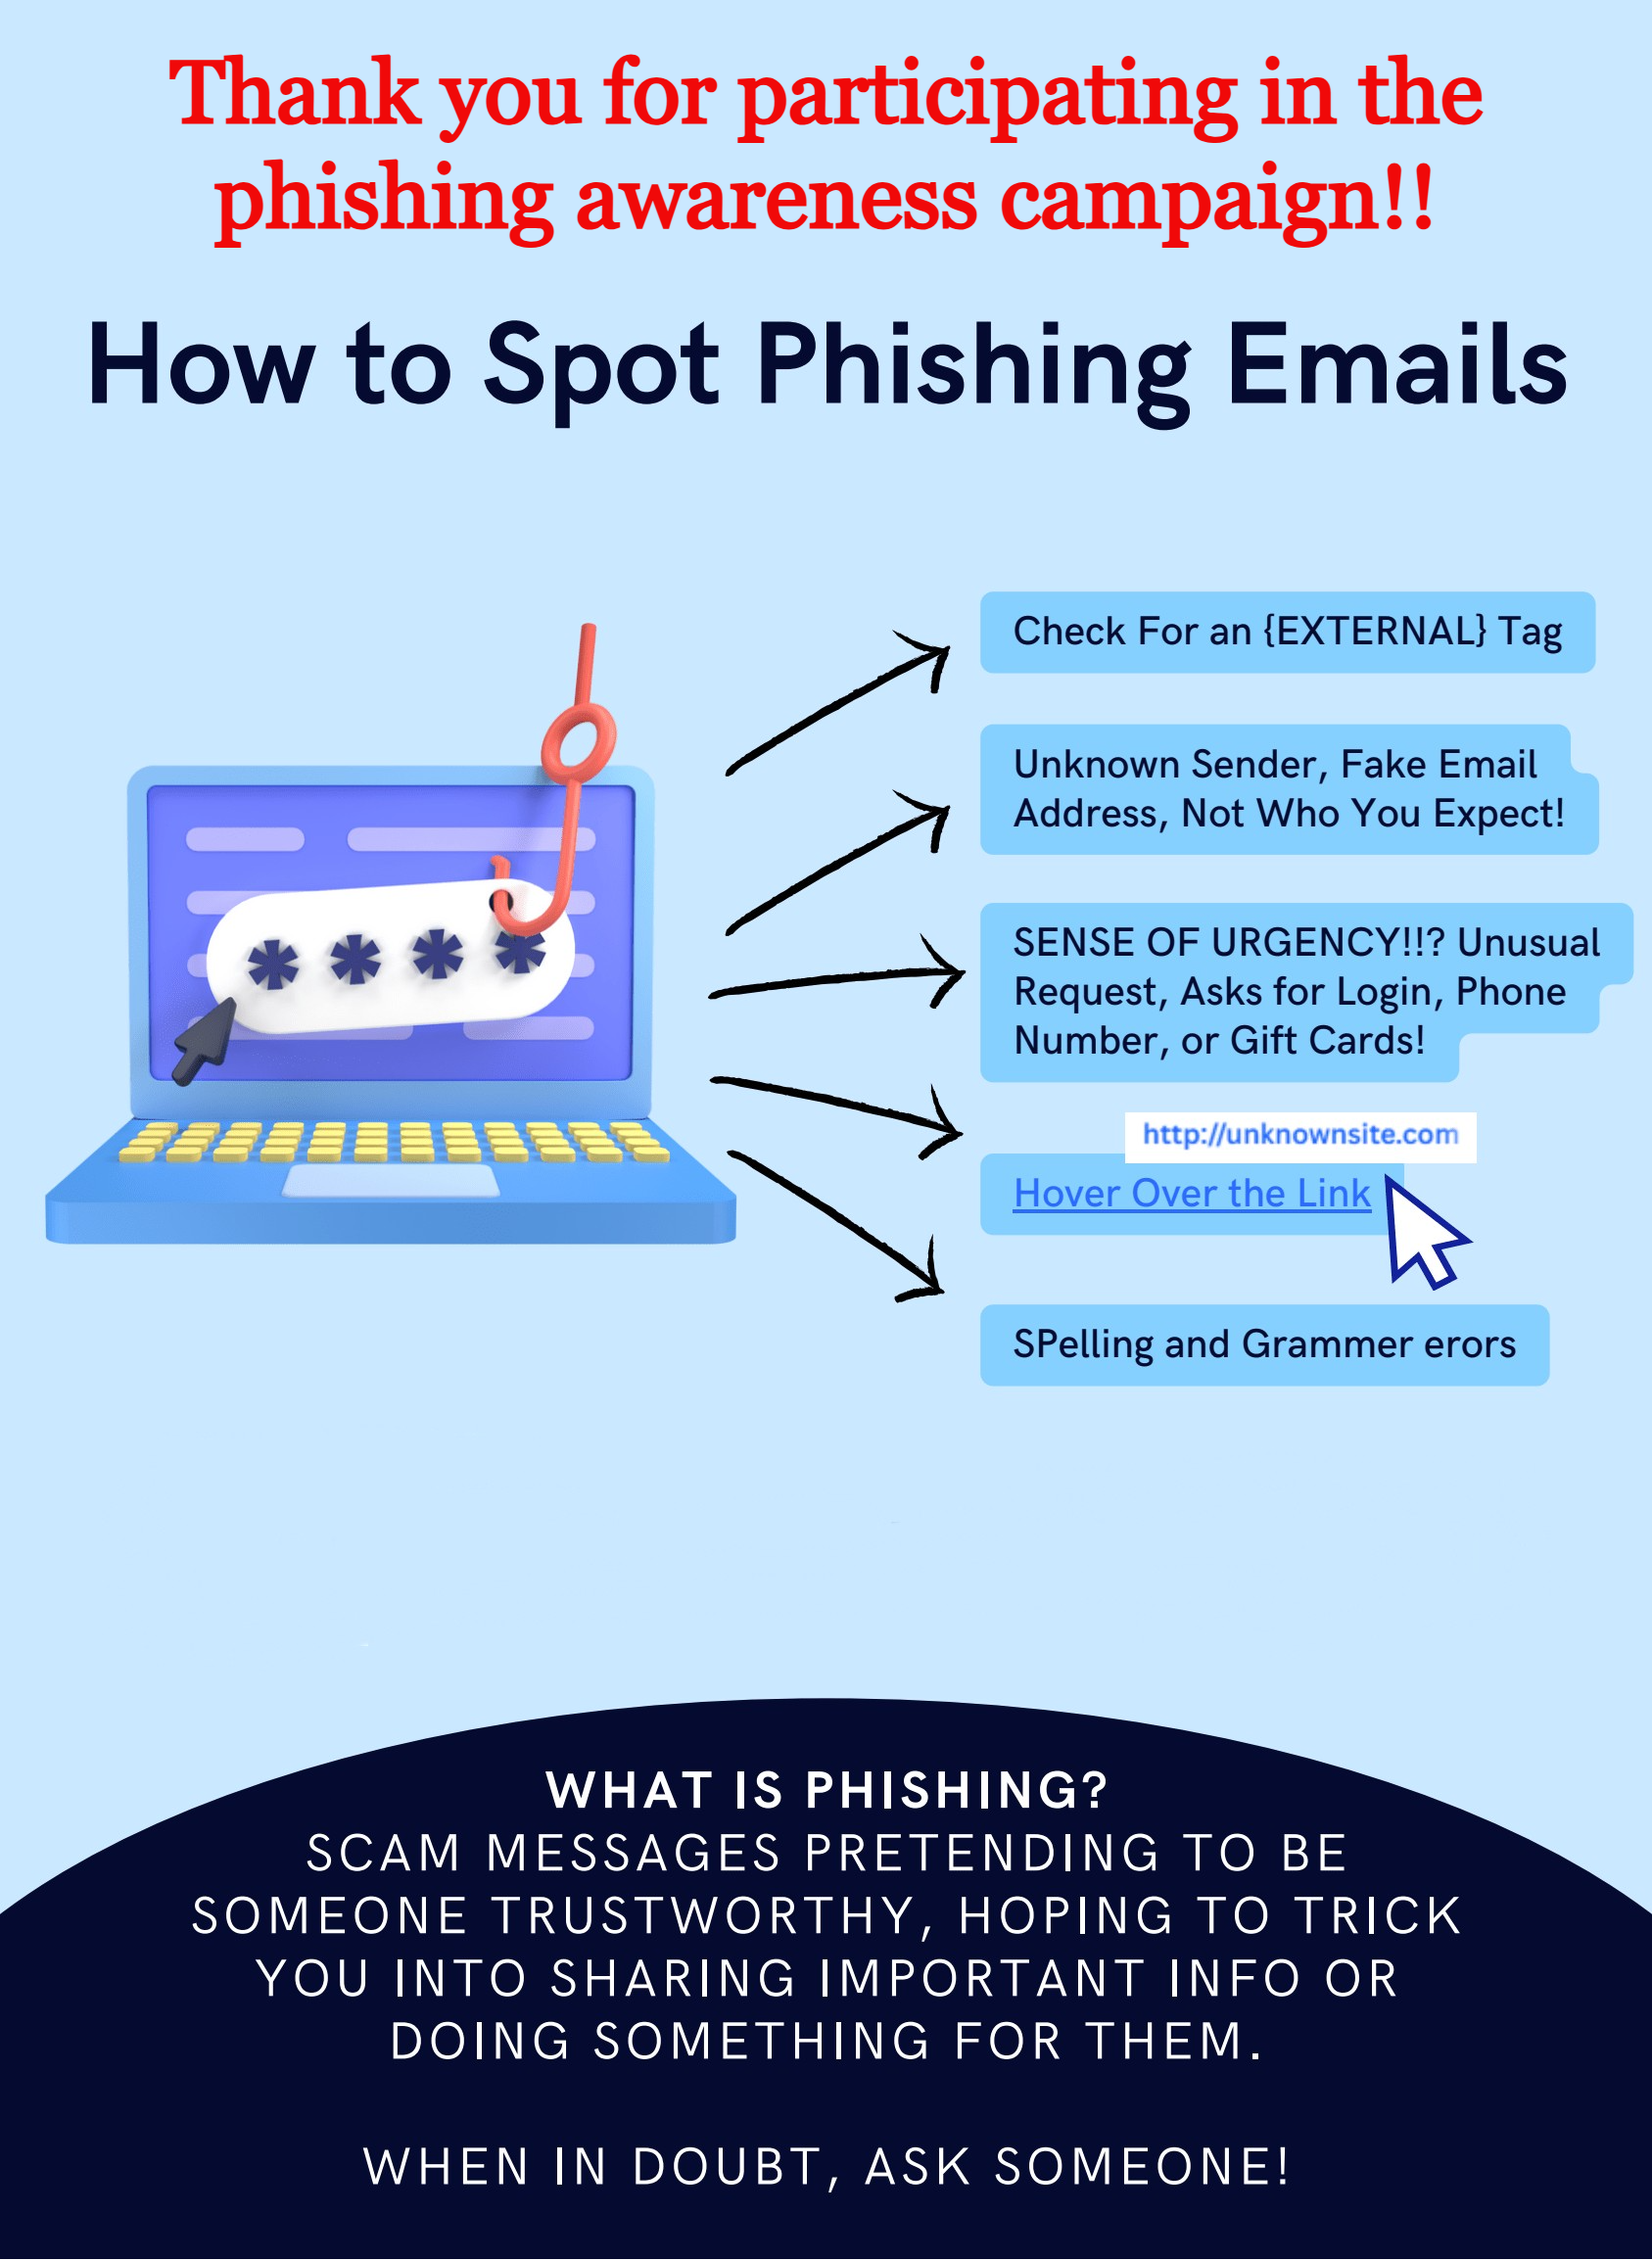 Thank you for participating in the
phishing awareness campaign!!
How to Spot Phishing Emails
Check For an {EXTERNAL} Tag
Unknown Sender, Fake Email
Address, Not Who You Expect!
SENSE OF URGENCY!!? Unusual
Request, Asks for Login, Phone
Number, or Gift Cards!
http://unknownsite.com
Hover Over the Link
SPelling and Grammer erors
WHAT IS PHISHING?
SCAM MESSAGES PRETENDING TO BE
SOMEONE TRUSTWORTHY, HOPING TO TRICK
YOU INTO SHARING IMPORTANT INFO OR
DOING SOMETHING FOR THEM.
WHEN IN DOUBT, ASK SOMEONE!